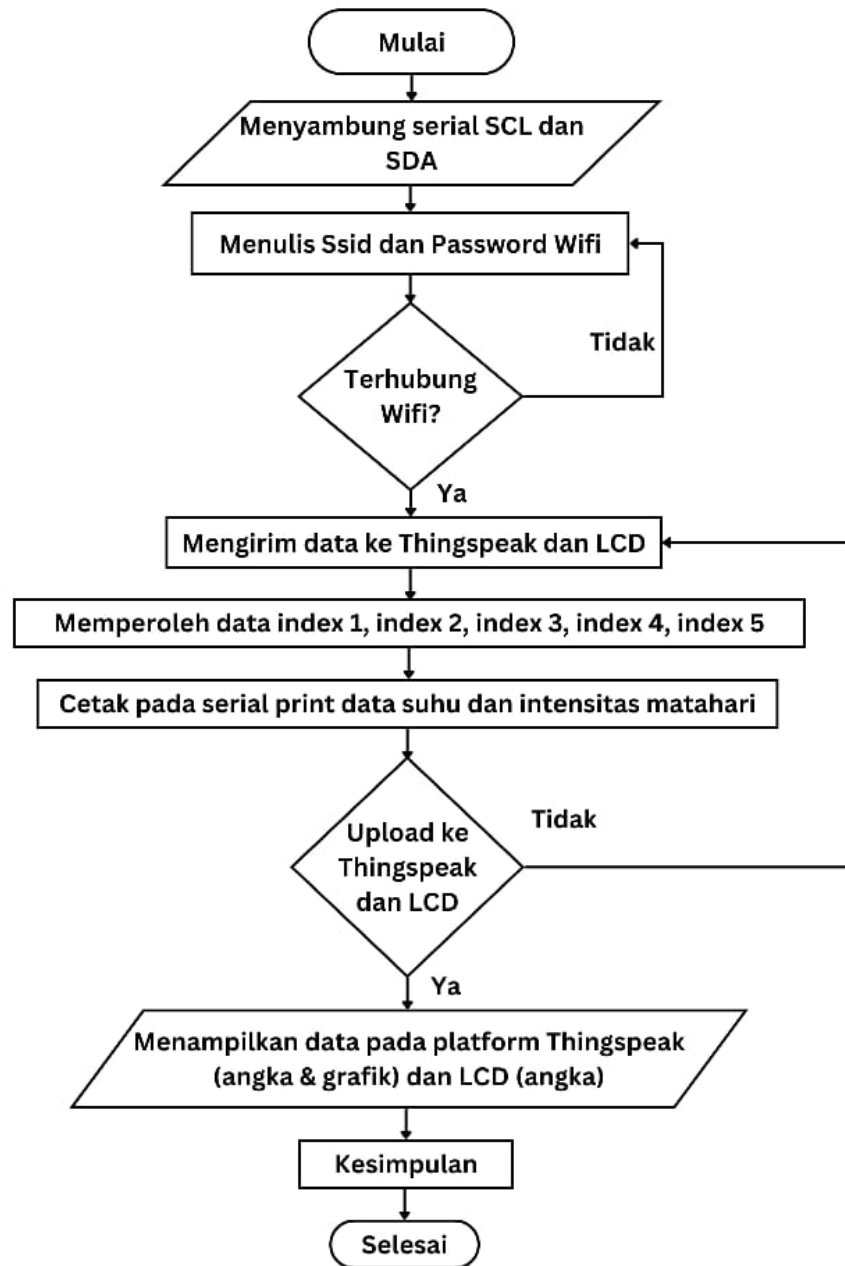 Mulai
Menyambung serial SCL dan
SDA
Menulis Ssid dan Password Wifi
Tidak
Terhubung
Wifi?
Ya
Mengirim data ke Thingspeak dan LCD
Memperoleh data index 1, index 2, index 3, index 4, index 5
Cetak pada serial print data suhu dan intensitas matahari
Tidak
Upload ke
Thingspeak
dan LCD
Ya
Menampilkan data pada platform Thingspeak
(angka & grafik) dan LCD (angka)
Kesimpulan
Selesai